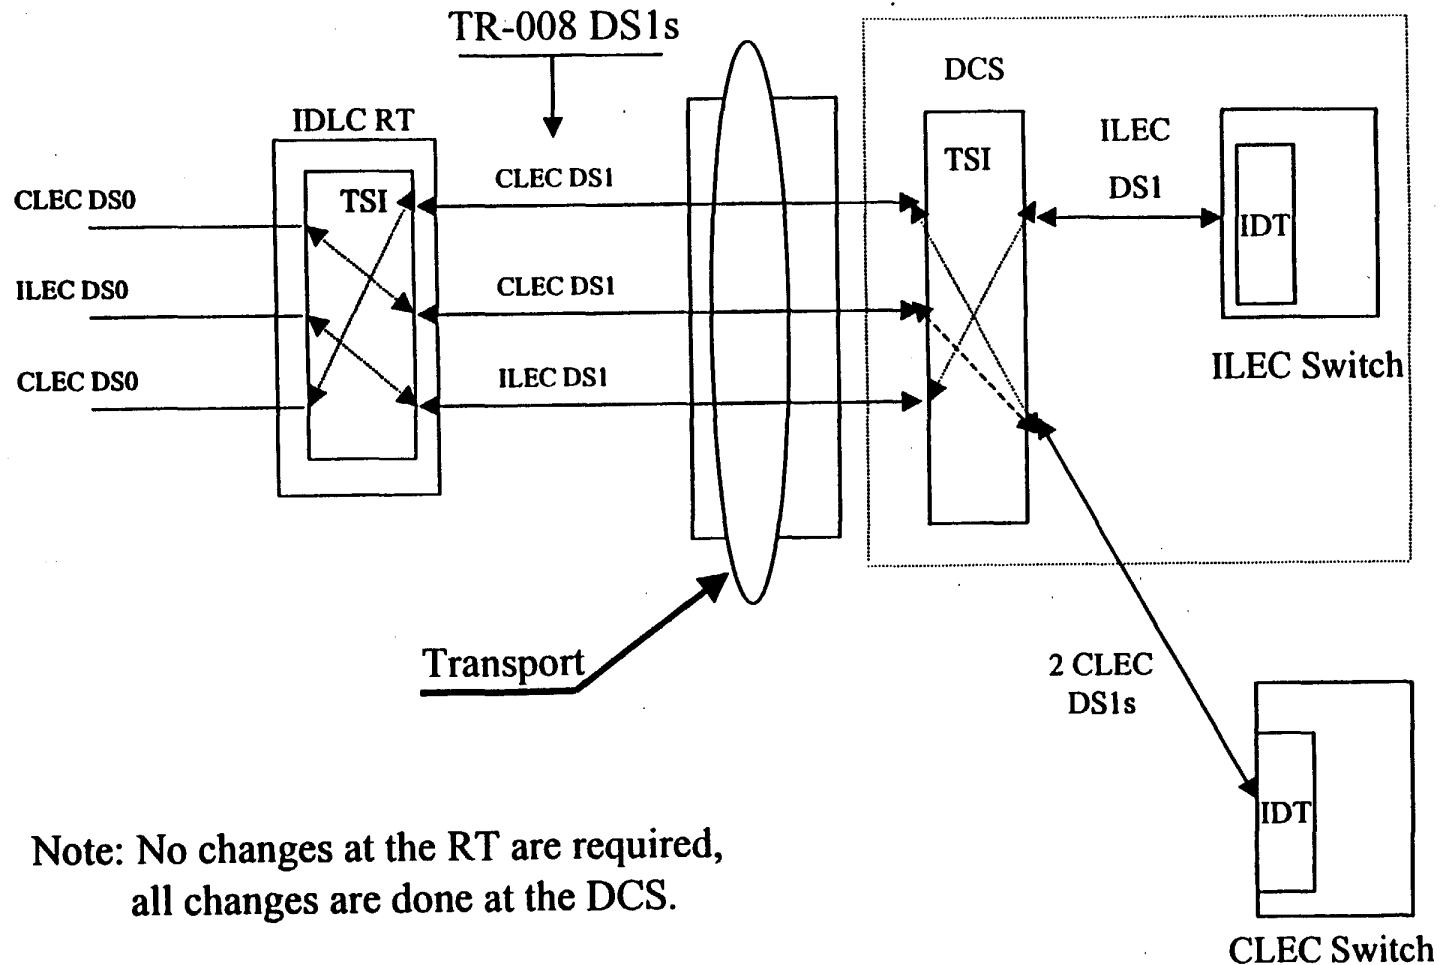 TR-008 DS1s
DCS
IDLC RT
TSI
CLEC DS0
ILEC DS0
CLEC DS0
CLEC DS1
CLEC DS1
ILEC DS1
TSI
ILEC
DS1
IDT
ILEC Switch
Transport
2 CLEC
DS1s
IDT
CLEC Switch
Note: No changes at the RT are required,
all changes are done at the DCS.